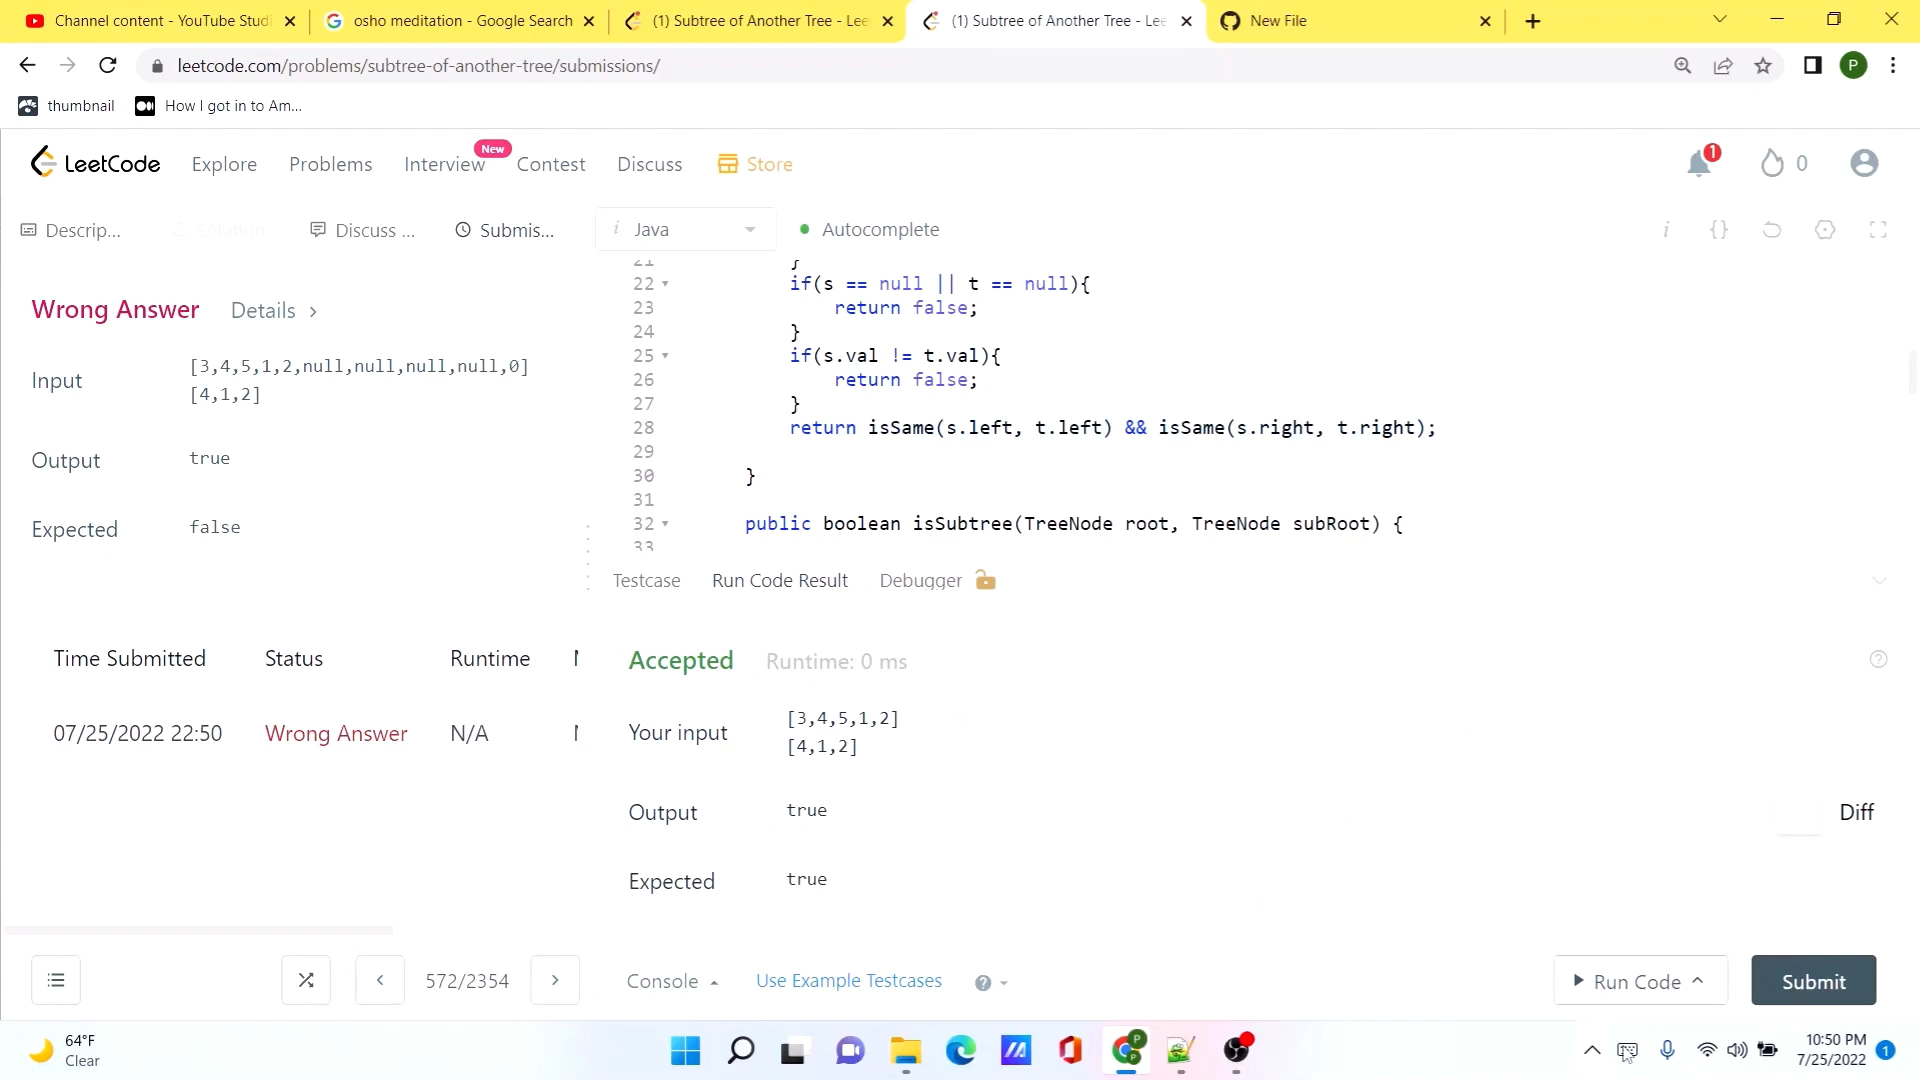 Channel content - YouTube Studi
osho meditation - Google Search
(1) Subtree of Another Tree - Lee
(1) Subtree of Another Tree - Lee
New File
leetcode.com/problems/subtree-of-another-tree/submissions/
P
thumbnail
How I got in to Am...
LeetCode
Explore
Problems
Interview
New
Contest
Discuss
Store
1
0
Descrip...
Solution
Discuss ...
Submis...
i Java
Autocomplete
i {}
Wrong Answer
Details >
Input
[3,4,5,1,2,null,null,null,null,0]
[4,1,2]
Output
true
Expected
false
21 }
22 if(s == null || t == null){
23 return false;
24 }
25 if(s.val != t.val){
26 return false;
27 }
28 return isSame(s.left, t.left) && isSame(s.right, t.right);
29
30 }
31
32 public boolean isSubtree(TreeNode root, TreeNode subRoot) {
33
Testcase
Run Code Result
Debugger
Time Submitted
Status
Runtime
07/25/2022 22:50
Wrong Answer
N/A
Accepted
Runtime: 0 ms
Your input
[3,4,5,1,2]
[4,1,2]
Output
true
Diff
Expected
true
572/2354
Console
Use Example Testcases
Run Code
Submit
64°F
Clear
10:50 PM
7/25/2022
1